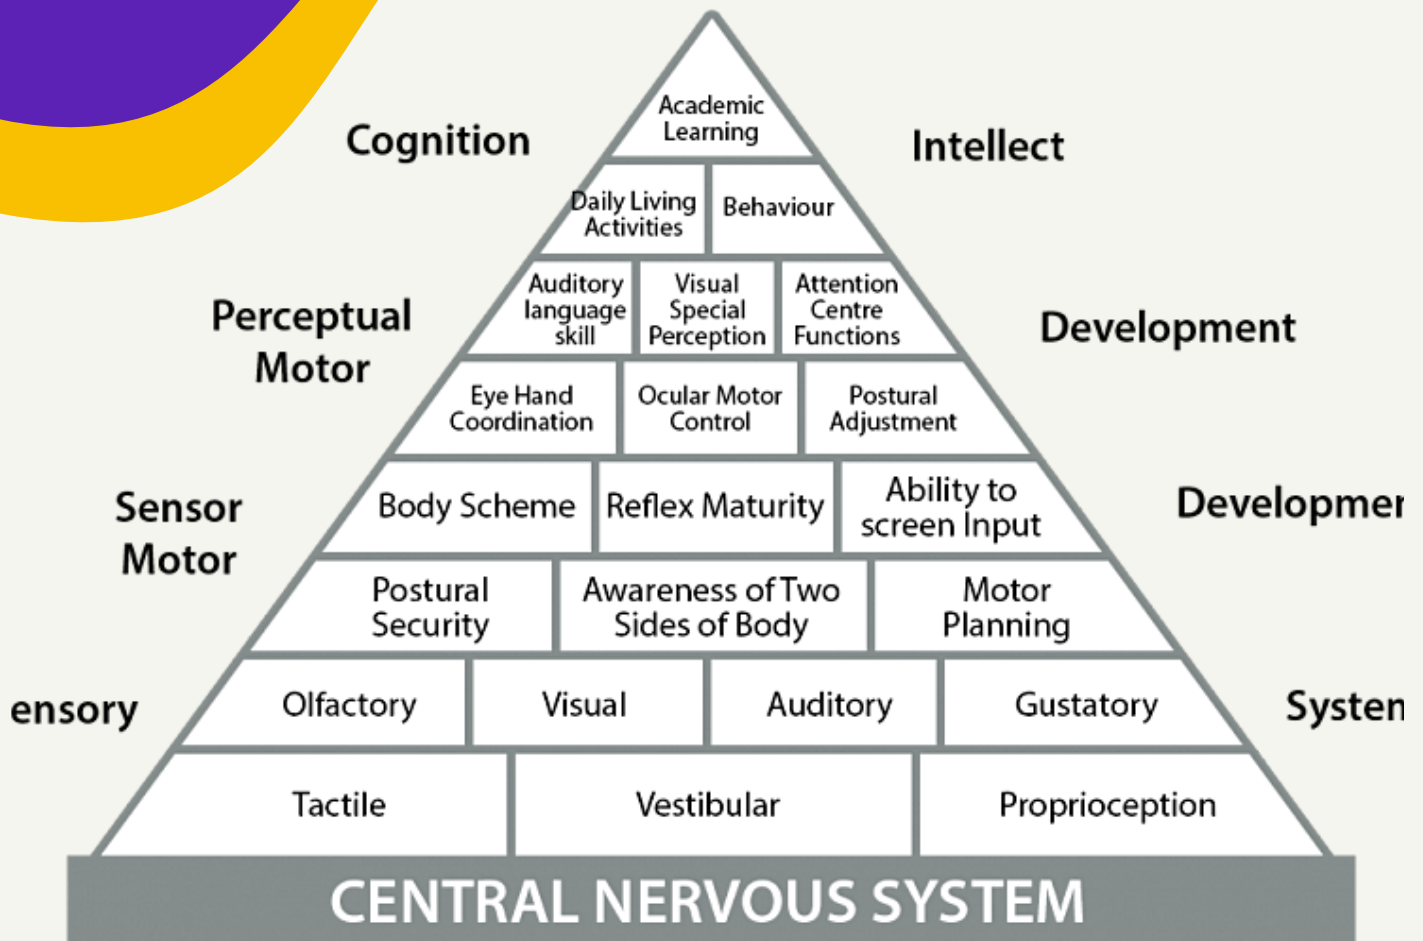 Academic
Learning
Cognition
Intellect
Daily Living
Activities
Behaviour
Auditory
language
skill
Visual
Special
Perception
Attention
Centre
Functions
Perceptual
Motor
Development
Eye Hand
Coordination
Ocular Motor
Control
Postural
Adjustment
Sensor
Motor
Body Scheme
Reflex Maturity
Ability to
screen Input
Developmen
Postural
Security
Awareness of Two
Sides of Body
Motor
Planning
ensory
Olfactory
Visual
Auditory
Gustatory
System
Tactile
Vestibular
Proprioception
CENTRAL NERVOUS SYSTEM